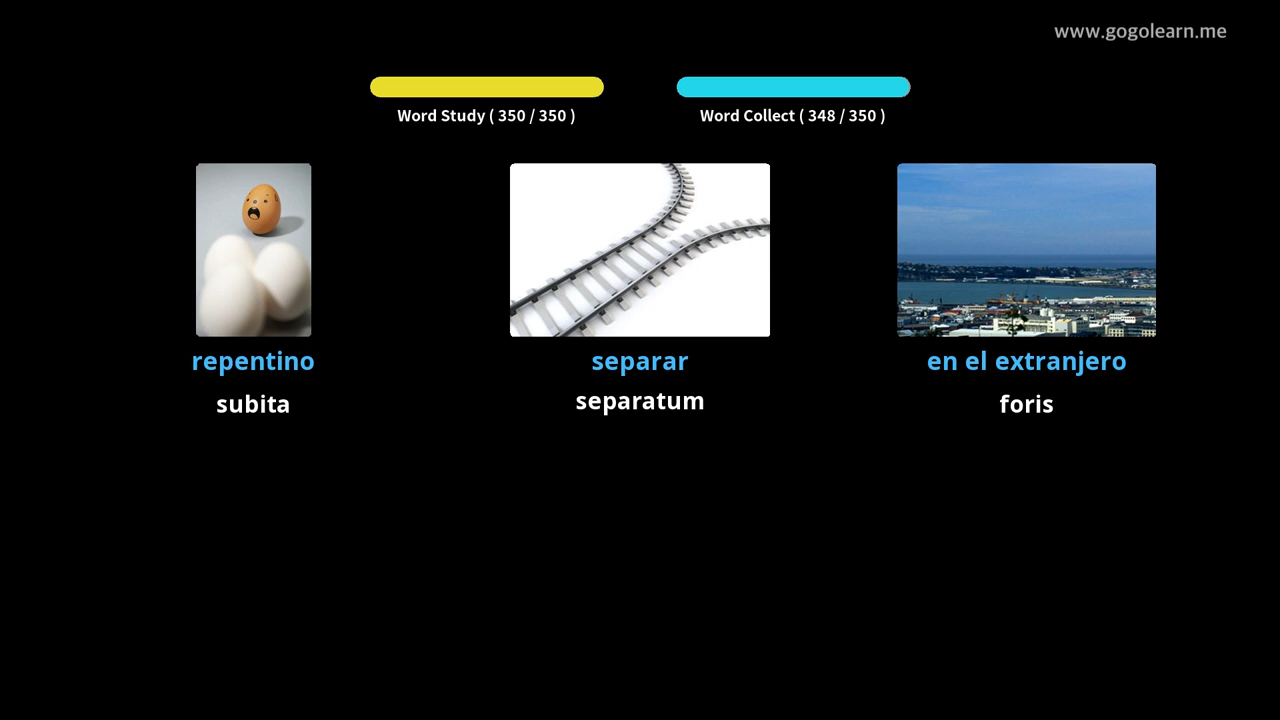 www.gogolearn.me
Word Study ( 350 / 350 )
Word Collect ( 348 / 350 )
repentino
subita
separar
separatum
en el extranjero
foris